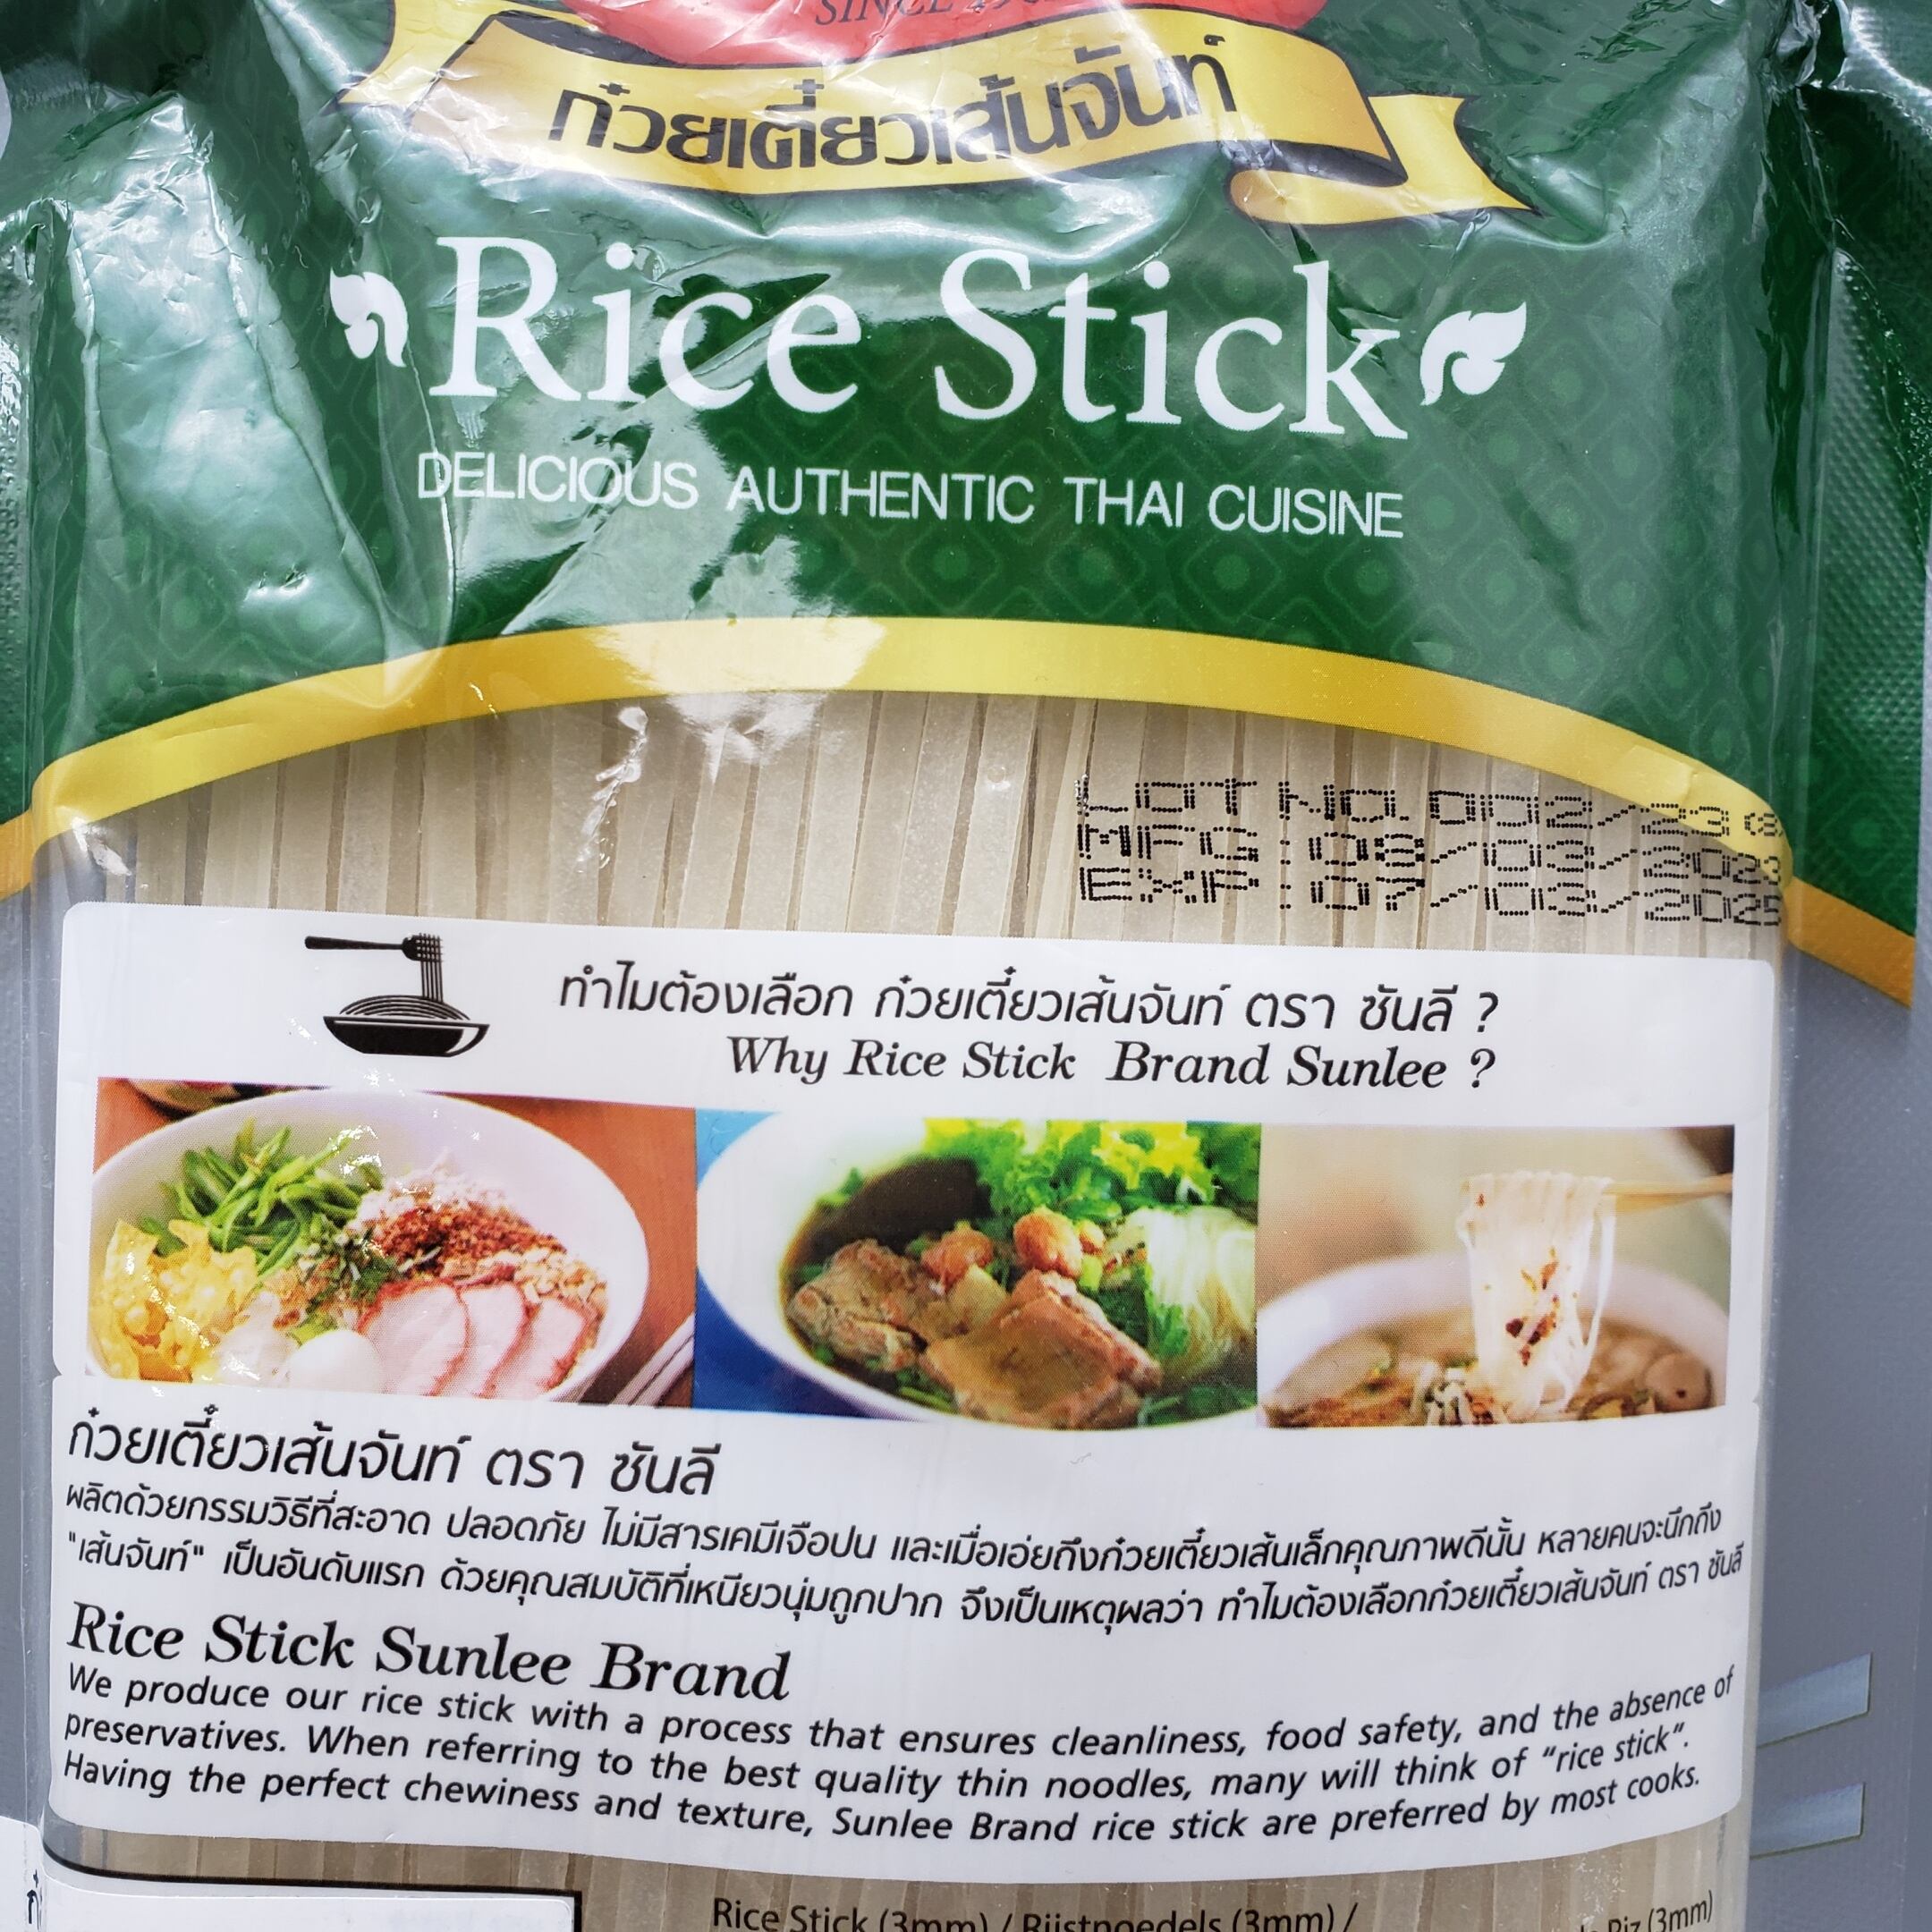 SINCE
ก๋วยเตี๋ยวเส้นจันท์
Rice Stick
DELICIOUS AUTHENTIC THAI CUISINE
LOT NO. 002/23 (8)
MFG : 08/03/2023
EXP : 07/03/2025
ทำไมต้องเลือก ก๋วยเตี๋ยวเส้นจันท์ ตรา ซันลี ?
Why Rice Stick Brand Sunlee ?
ก๋วยเตี๋ยวเส้นจันท์ ตรา ซันลี
ผลิตด้วยกรรมวิธีที่สะอาด ปลอดภัย ไม่มีสารเคมีเจือปน และเมื่อเอ่ยถึงก๋วยเตี๋ยวเส้นเล็กคุณภาพดีนั้น หลายคนจะนึกถึง
"เส้นจันท์" เป็นอันดับแรก ด้วยคุณสมบัติที่เหนียวนุ่มถูกปาก จึงเป็นเหตุผลว่า ทำไมต้องเลือกก๋วยเตี๋ยวเส้นจันท์ ตรา ซันลี
Rice Stick Sunlee Brand
We produce our rice stick with a process that ensures cleanliness, food safety, and the absence of
preservatives. When referring to the best quality thin noodles, many will think of “rice stick”.
Having the perfect chewiness and texture, Sunlee Brand rice stick are preferred by most cooks.
Rice Stick (3mm) / Rijstnoedels (3mm) / Riz (3mm)